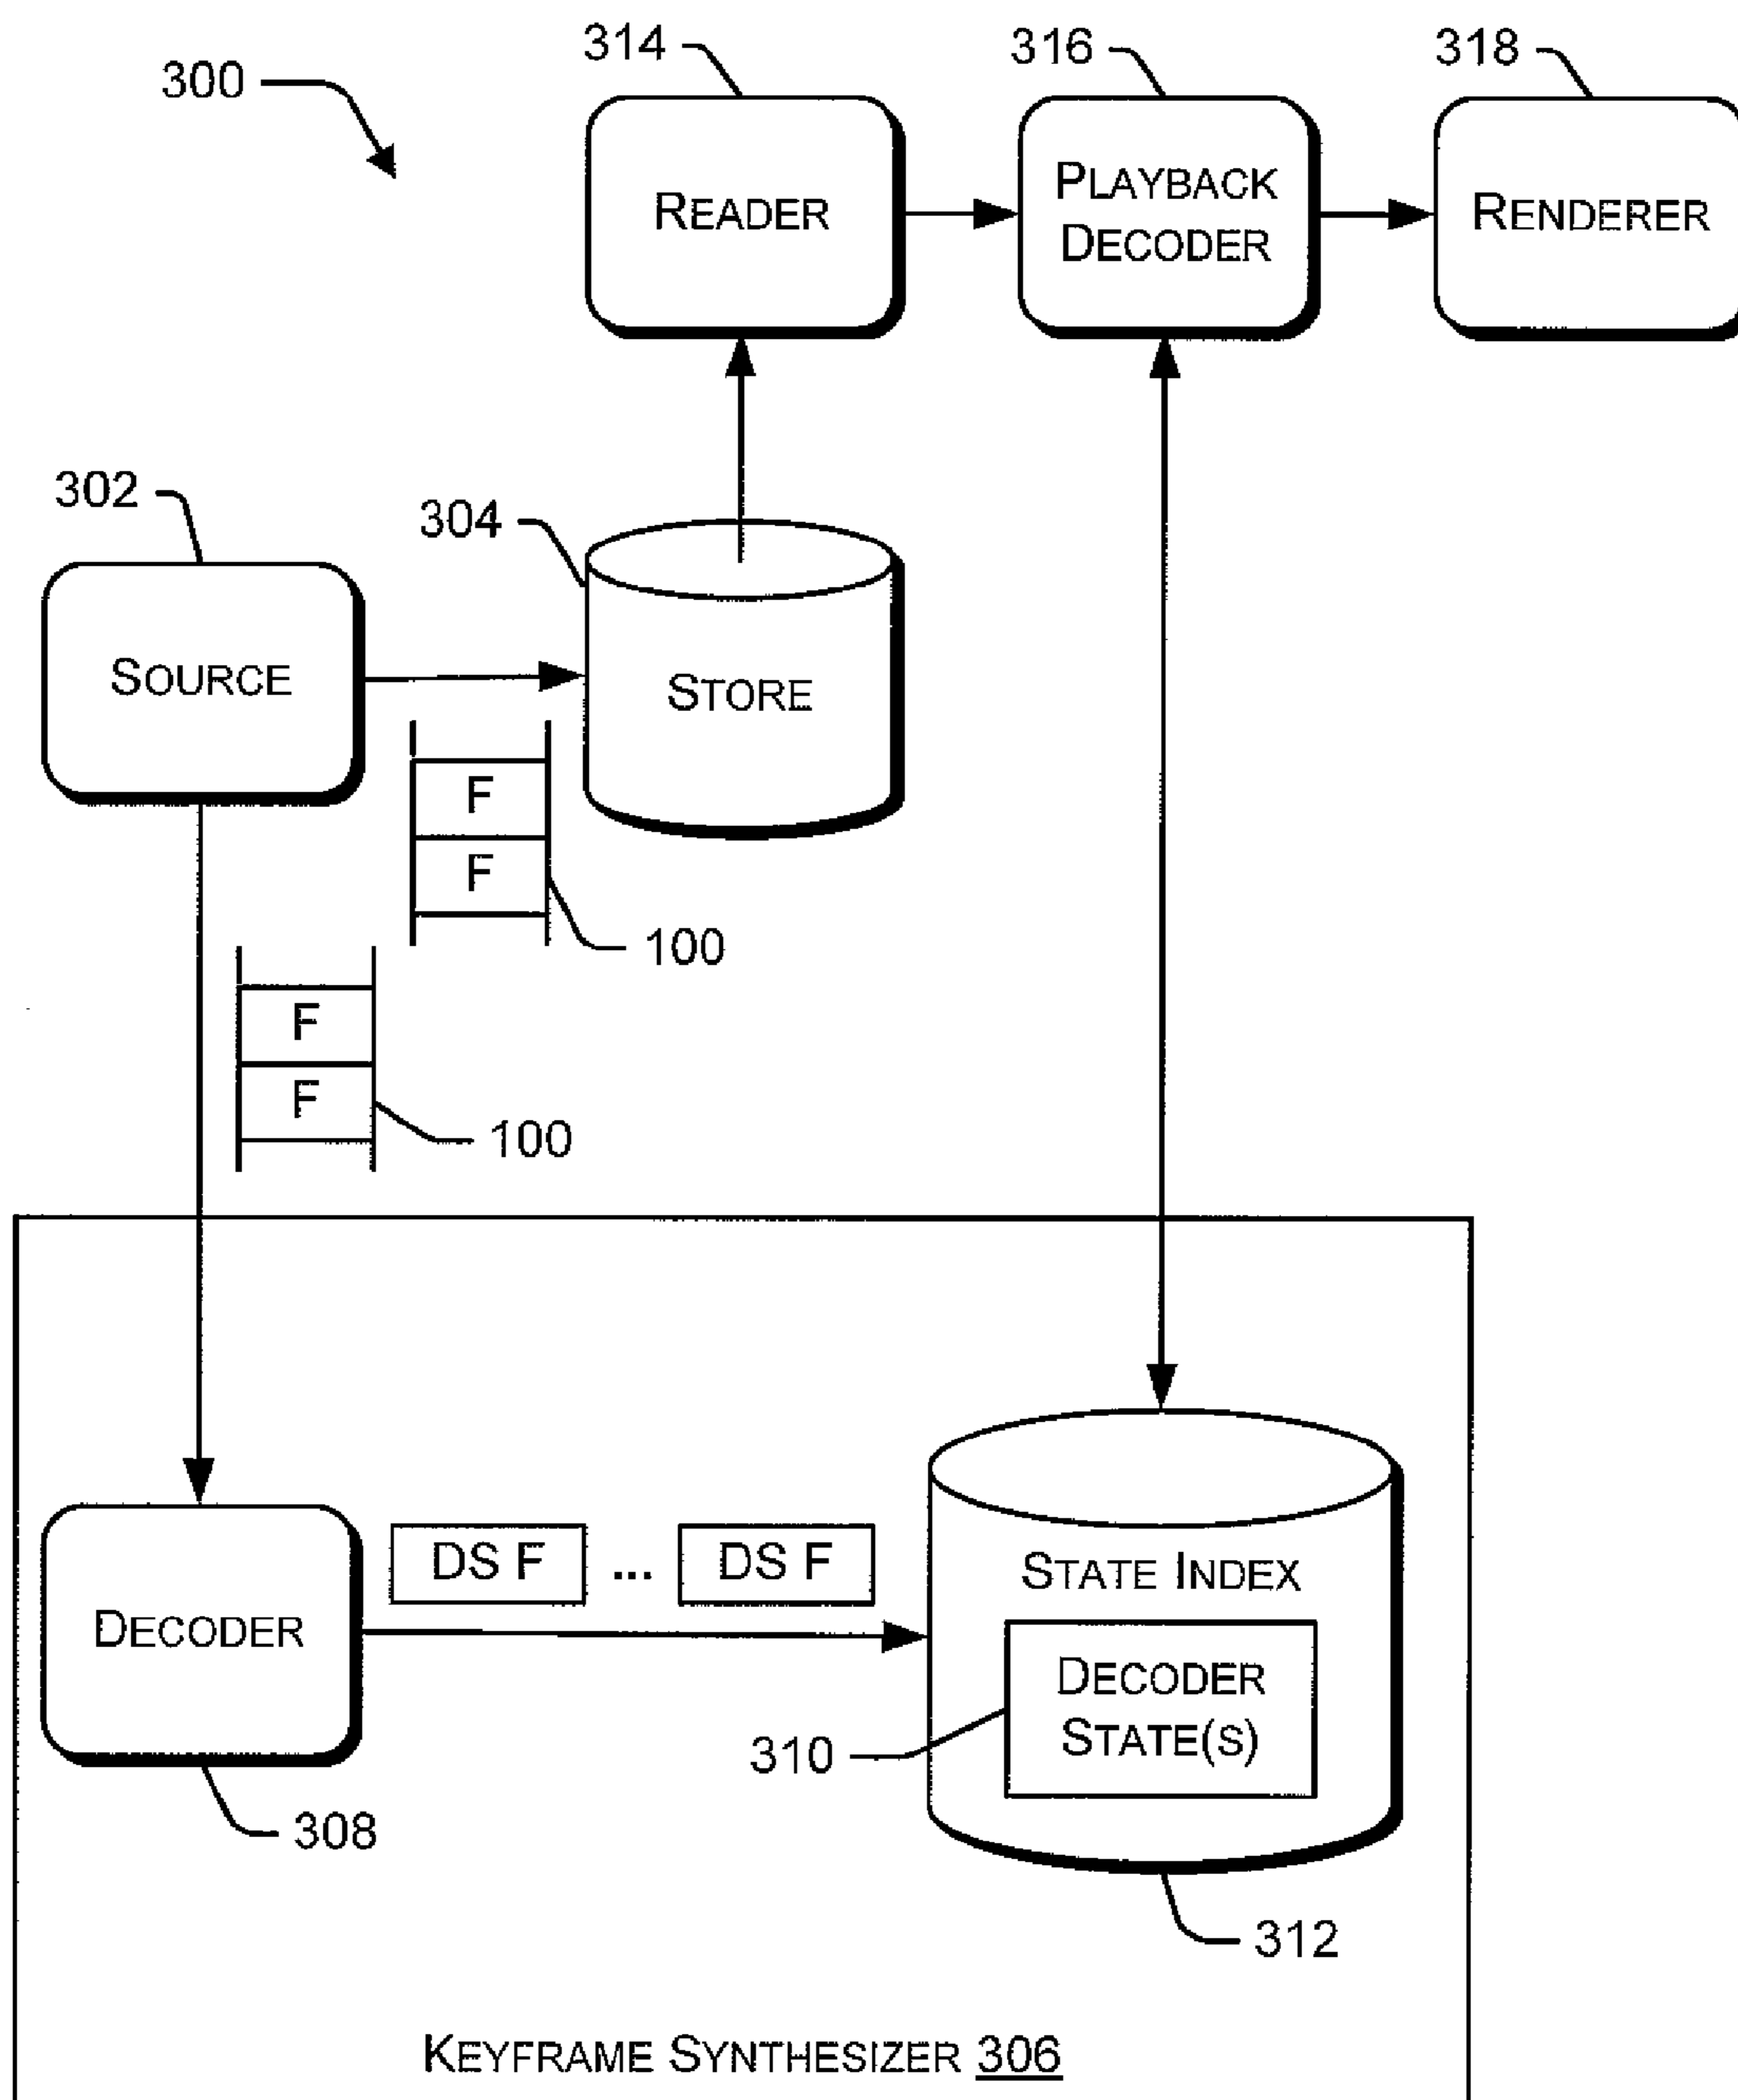 314
316
318
300
READER
PLAYBACK
DECODER
RENDERER
302
304
SOURCE
STORE
F
F
100
F
F
100
DS F ... DS F
STATE INDEX
DECODER
DECODER
STATE(S)
310
308
312
KEYFRAME SYNTHESIZER 306